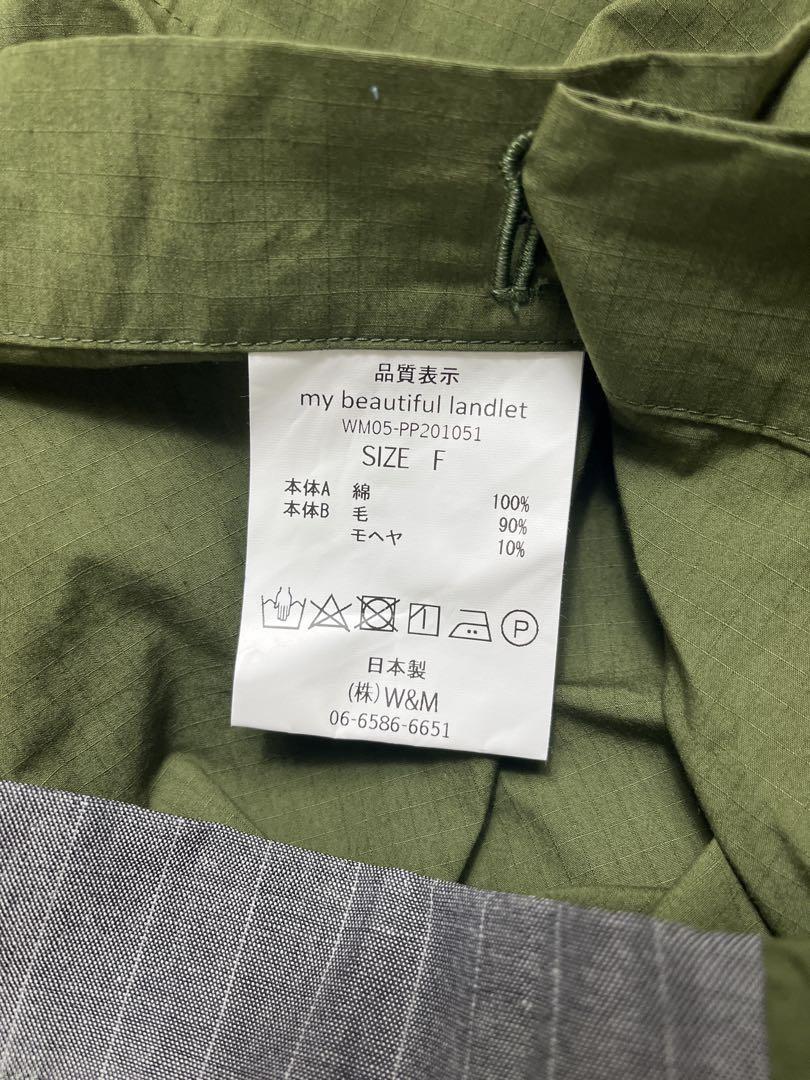 品質表示
my beautiful landlet
WM05-PP201051
SIZE F
本体A 綿 100%
本体B 毛 90%
モヘヤ 10%
P
日本製
(株)W&M
06-6586-6651